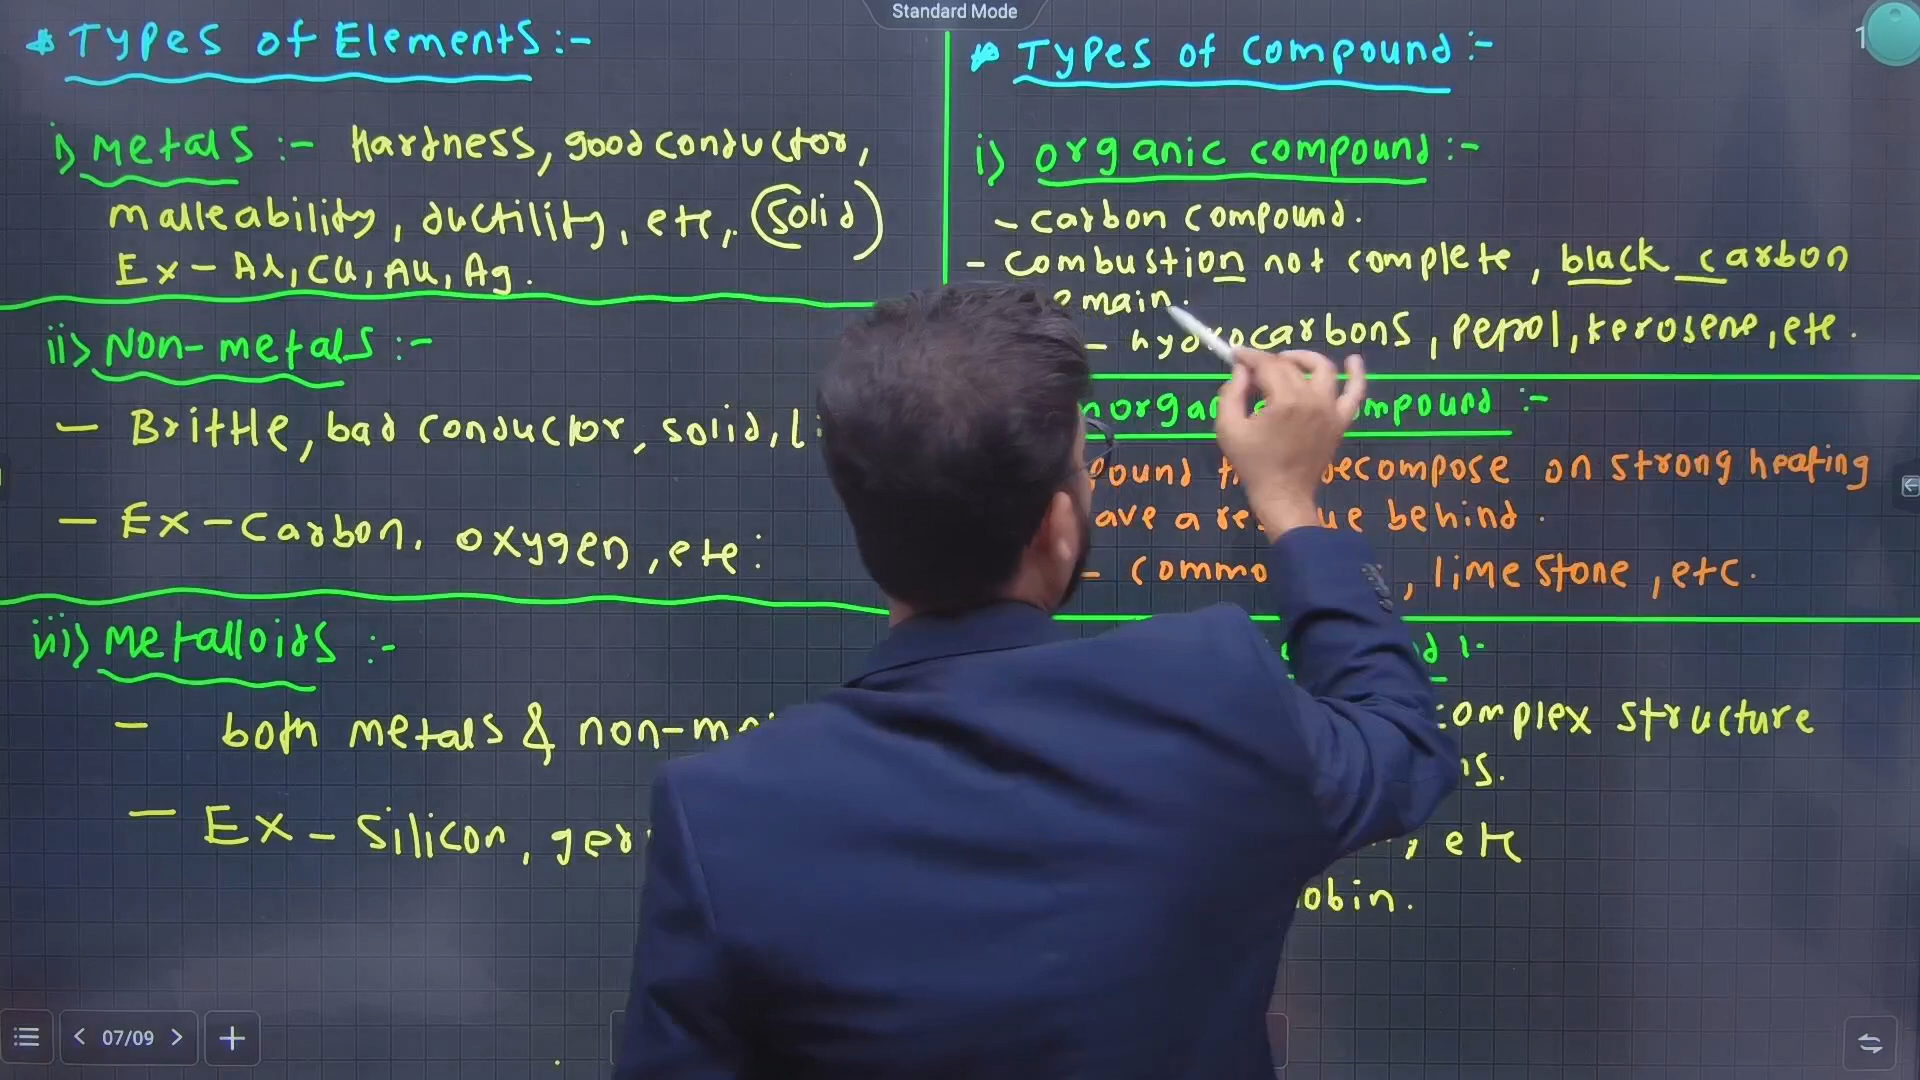 Standard Mode
* Types of Elements:-
i) Metals :- Hardness, good conductor,
malleability, ductility, etc, (Solid)
Ex - Al, Cu, Au, Ag.
ii) Non-metals :-
- Brittle, bad conductor, solid,
- Ex - Carbon, oxygen, etc.
iii) Metalloids :-
- both metals & non-
- Ex - Silicon,
* Types of compound :-
i) organic compound :-
- carbon compound.
- combustion not complete, black carbon
main.
- hydrocarbons, petrol, kerosene, etc.
:-
decompose on strong heating
a behind.
- , lime stone, etc.
:-
complex structure
, etc
07/09